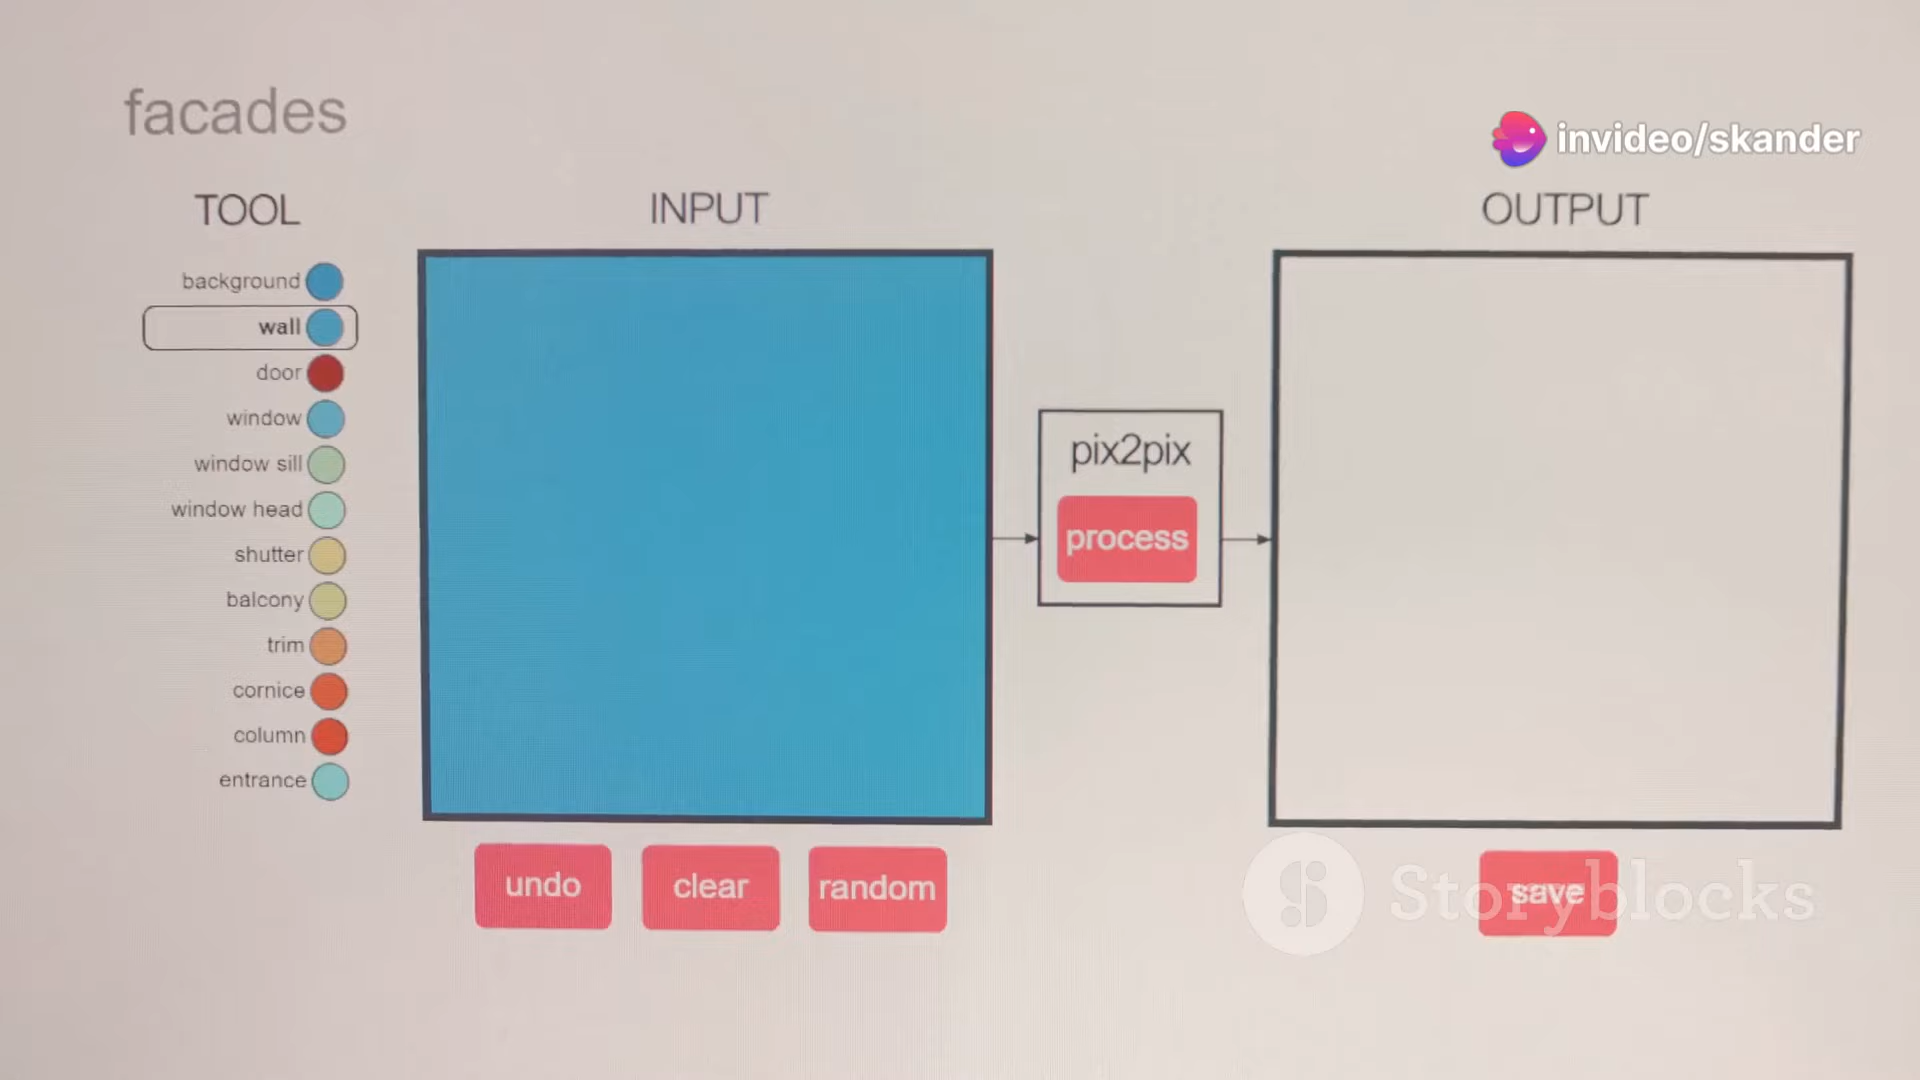 facades
invideo/skander
TOOL
INPUT
OUTPUT
background
wall
door
window
window sill
window head
shutter
balcony
trim
cornice
column
entrance
pix2pix
process
undo
clear
random
save
Storyblocks